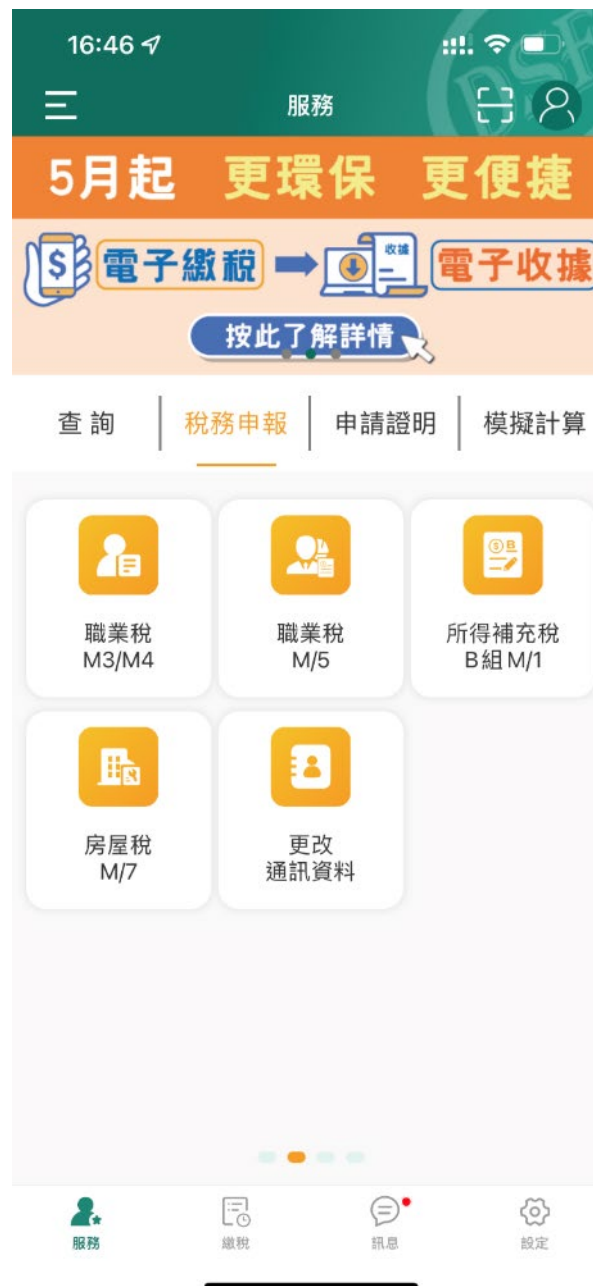 16:46
服務
DSF
5月起 更環保 更便捷
$ 電子繳稅 收據 電子收據
按此了解詳情
查詢 稅務申報 申請證明 模擬計算
職業稅
M3/M4
職業稅
M/5
所得補充稅
B組 M/1
房屋稅
M/7
更改
通訊資料
服務 繳稅 訊息 設定